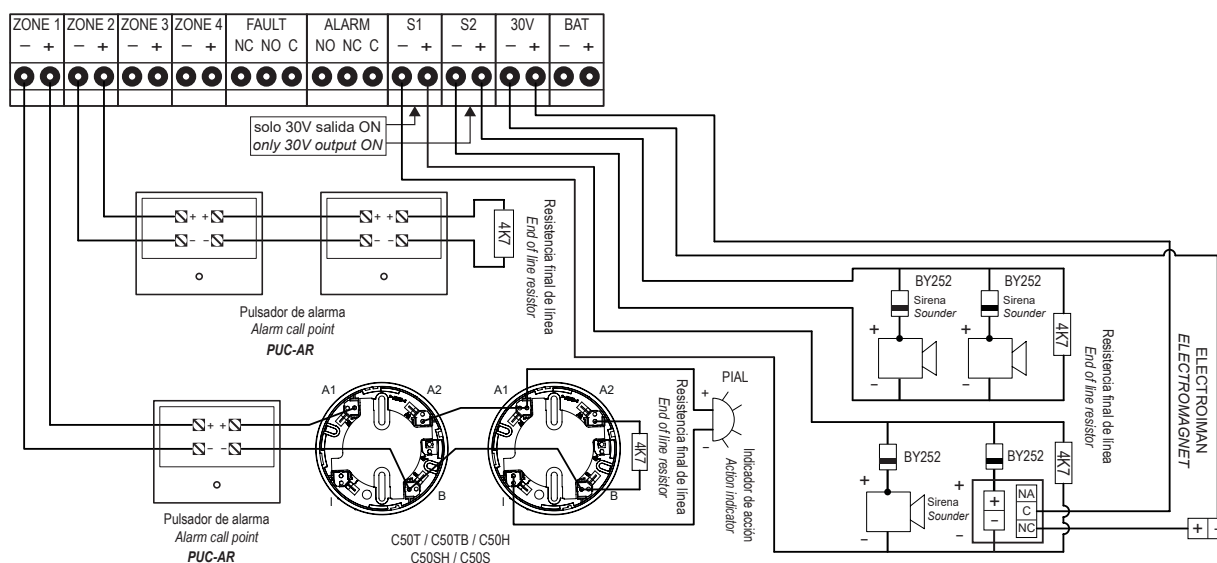 ZONE 1 ZONE 2 ZONE 3 ZONE 4 FAULT ALARM S1 S2 30V BAT
− + − + − + − + NC NO C NO NC C − + − + − + − +
solo 30V salida ON
only 30V output ON
+ + + +
− − − −
4K7
Resistencia final de línea
End of line resistor
Pulsador de alarma
Alarm call point
PUC-AR
BY252 BY252
Sirena
Sounder
Sirena
Sounder
+ +
− −
4K7
Resistencia final de línea
End of line resistor
ELECTROIMAN
ELECTROMAGNET
+ −
A1 A2
I B
A1 A2
I B
+ +
− −
4K7
Resistencia final de línea
End of line resistor
PIAL
+
−
Indicador de acción
Action indicator
Pulsador de alarma
Alarm call point
PUC-AR
C50T / C50TB / C50H
C50SH / C50S
BY252 BY252
4K7
+ +
− −
Sirena
Sounder
+
−
NA
C
NC